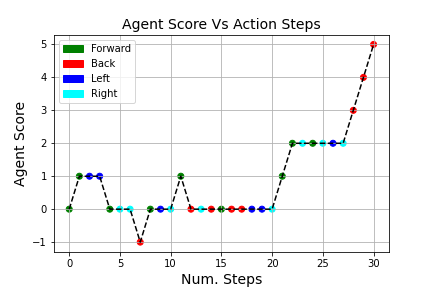 Agent Score Vs Action Steps
5
4
3
2
1
0
−1
Agent Score
Forward
Back
Left
Right
0 5 10 15 20 25 30
Num. Steps